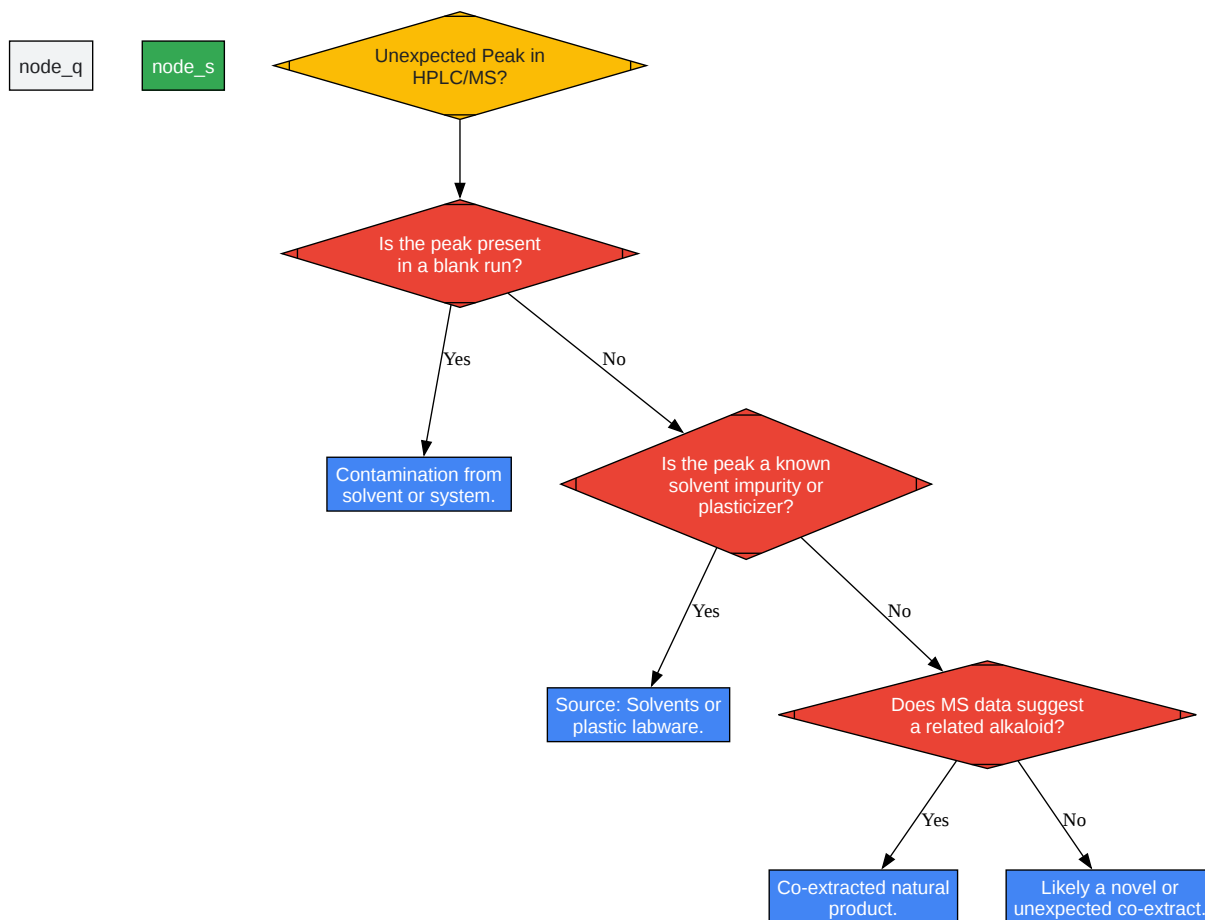 node_q
node_s
Unexpected Peak in
HPLC/MS?
Is the peak present
in a blank run?
Yes
No
Contamination from
solvent or system.
Is the peak a known
solvent impurity or
plasticizer?
Yes
No
Source: Solvents or
plastic labware.
Does MS data suggest
a related alkaloid?
Yes
No
Co-extracted natural
product.
Likely a novel or
unexpected co-extract.